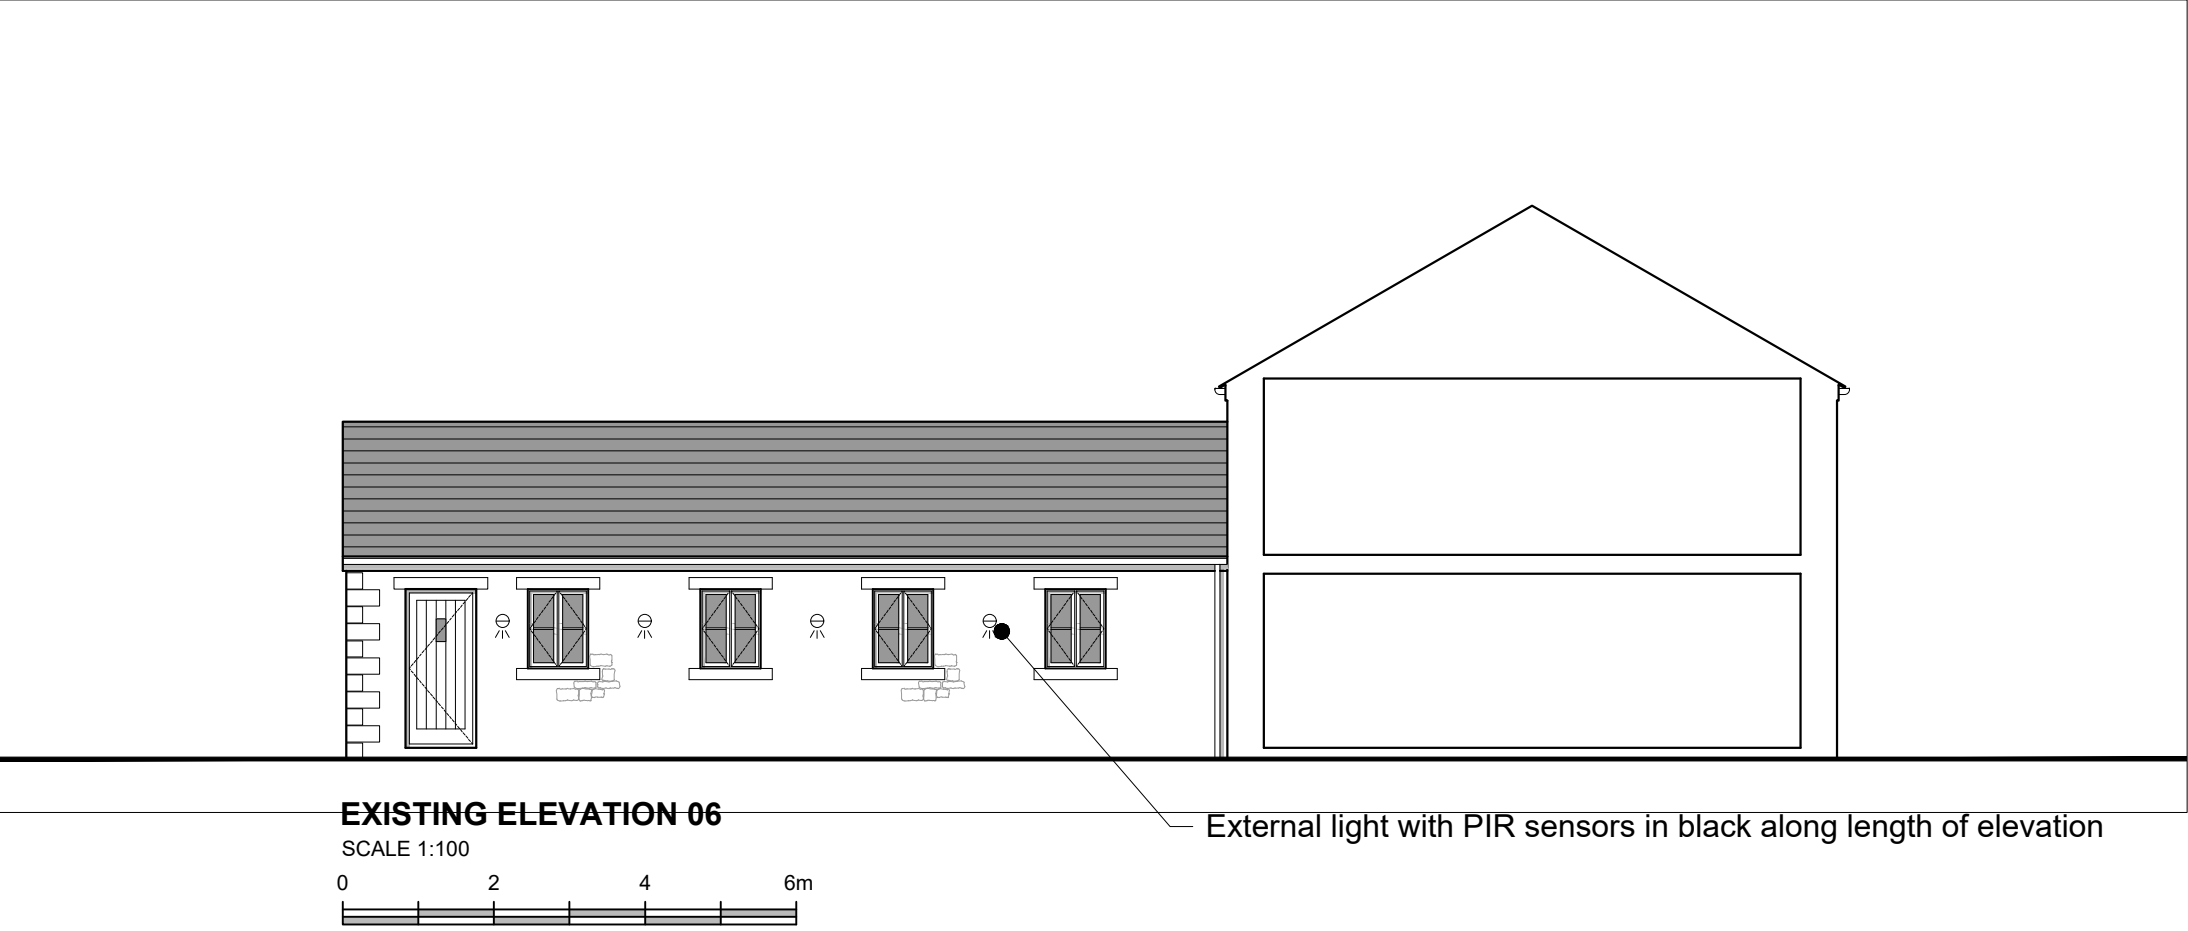 EXISTING ELEVATION 06
SCALE 1:100
0 2 4 6m
External light with PIR sensors in black along length of elevation